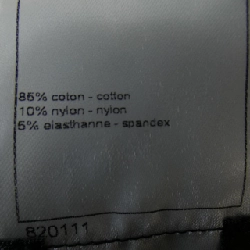 85% coton - cotton
10% nylon - nylon
5% elasthanne - spandex
820111